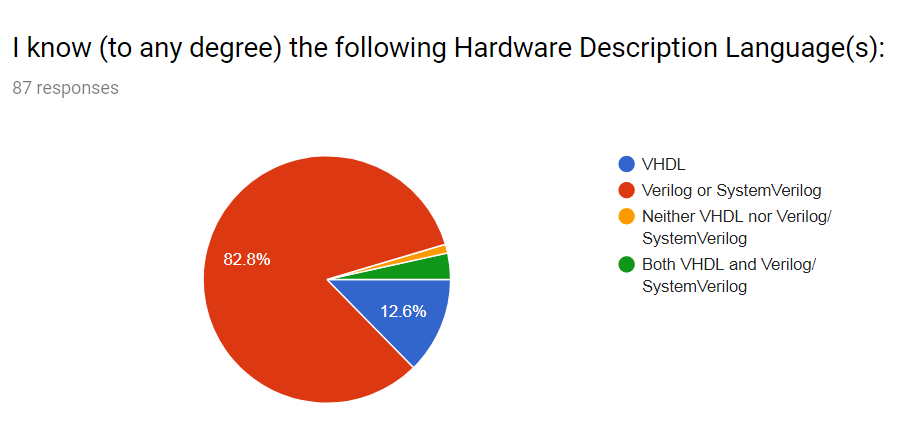 I know (to any degree) the following Hardware Description Language(s):
87 responses
82.8%
12.6%
VHDL
Verilog or SystemVerilog
Neither VHDL nor Verilog/
SystemVerilog
Both VHDL and Verilog/
SystemVerilog